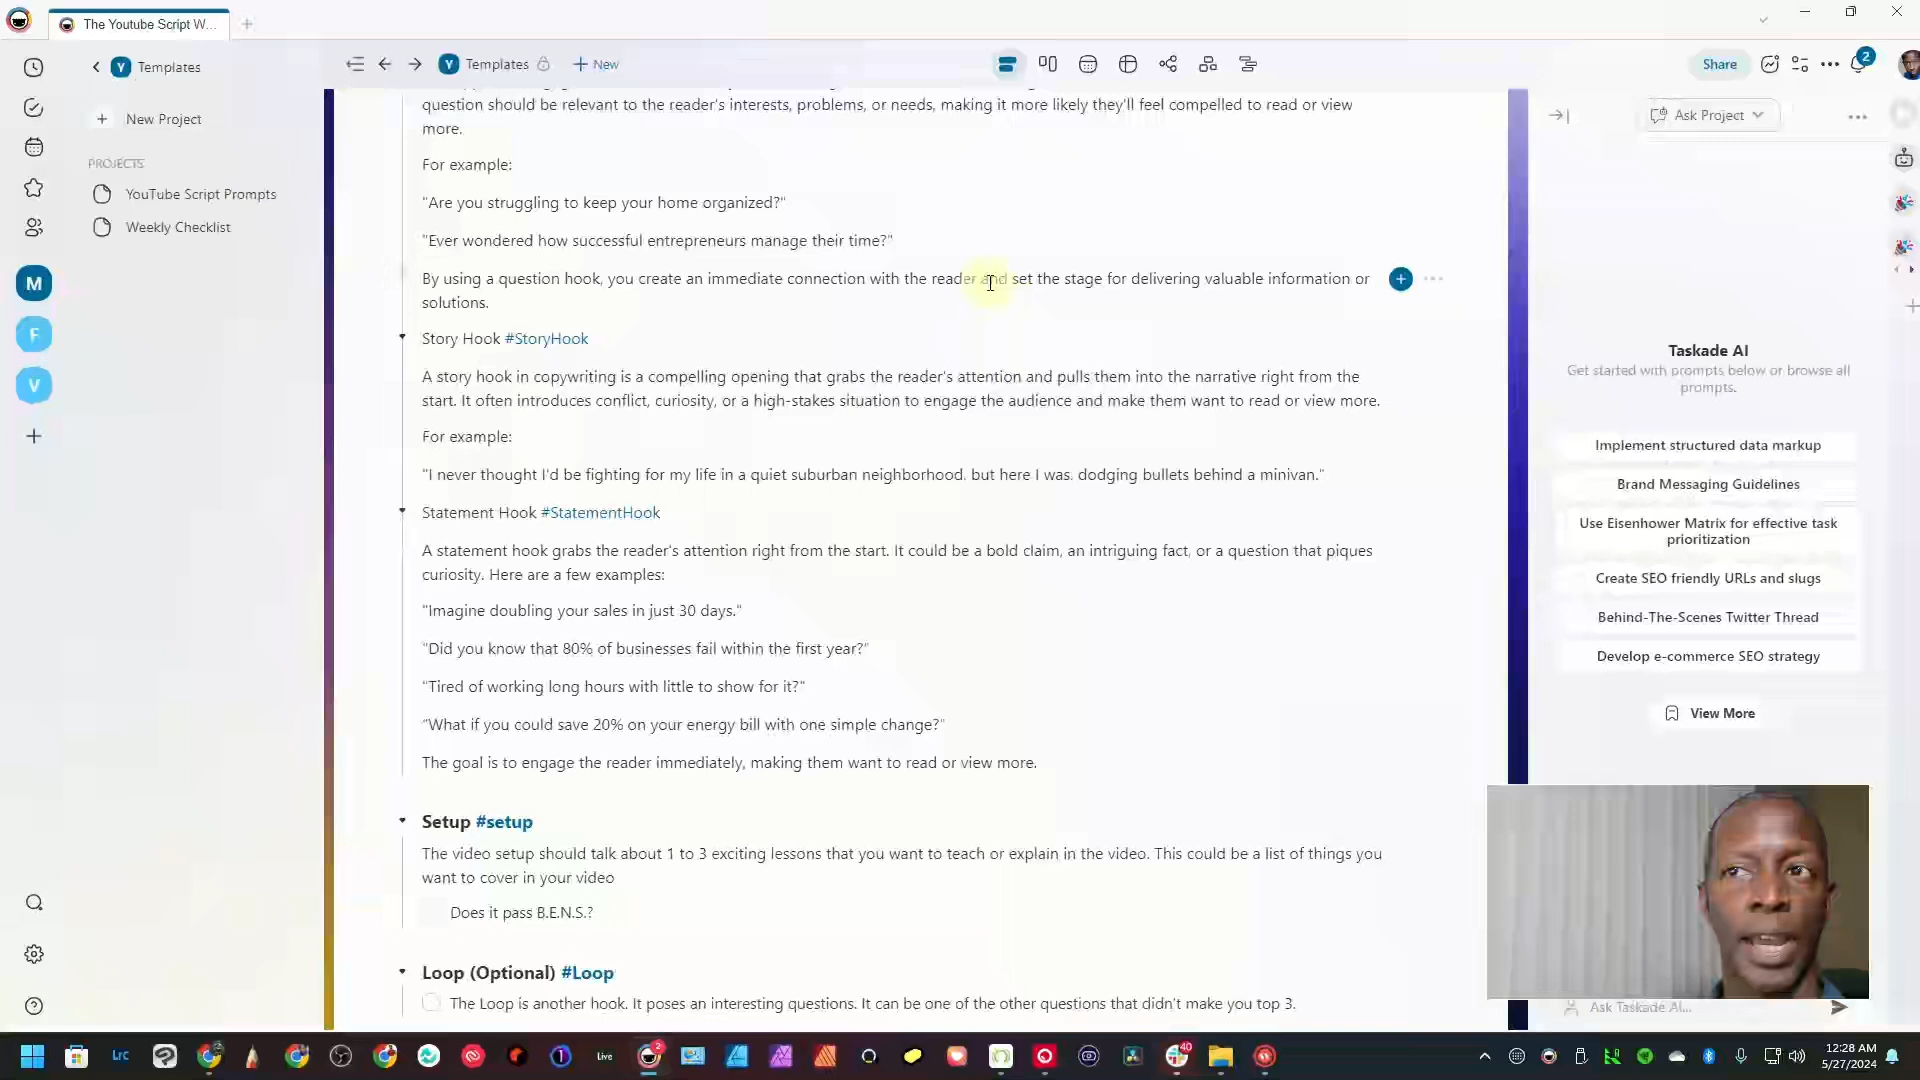 The Youtube Script W...
Templates
New Project
PROJECTS
YouTube Script Prompts
Weekly Checklist
M
F
V
Y
Templates
New
Share
2
question should be relevant to the reader's interests, problems, or needs, making it more likely they'll feel compelled to read or view
more.
For example:
"Are you struggling to keep your home organized?"
"Ever wondered how successful entrepreneurs manage their time?"
By using a question hook, you create an immediate connection with the reader and set the stage for delivering valuable information or
solutions.
Story Hook #StoryHook
A story hook in copywriting is a compelling opening that grabs the reader's attention and pulls them into the narrative right from the
start. It often introduces conflict, curiosity, or a high-stakes situation to engage the audience and make them want to read or view more.
For example:
"I never thought I'd be fighting for my life in a quiet suburban neighborhood. but here I was. dodging bullets behind a minivan."
Statement Hook #StatementHook
A statement hook grabs the reader's attention right from the start. It could be a bold claim, an intriguing fact, or a question that piques
curiosity. Here are a few examples:
"Imagine doubling your sales in just 30 days."
"Did you know that 80% of businesses fail within the first year?"
"Tired of working long hours with little to show for it?"
"What if you could save 20% on your energy bill with one simple change?"
The goal is to engage the reader immediately, making them want to read or view more.
Setup #setup
The video setup should talk about 1 to 3 exciting lessons that you want to teach or explain in the video. This could be a list of things you
want to cover in your video
Does it pass B.E.N.S.?
Loop (Optional) #Loop
The Loop is another hook. It poses an interesting questions. It can be one of the other questions that didn't make you top 3.
Ask Project
Taskade AI
Get started with prompts below or browse all
prompts.
Implement structured data markup
Brand Messaging Guidelines
Use Eisenhower Matrix for effective task
prioritization
Create SEO friendly URLs and slugs
Behind-The-Scenes Twitter Thread
Develop e-commerce SEO strategy
View More
Ask Taskade AI...
Lrc
Live
2
40
12:28 AM
5/27/2024